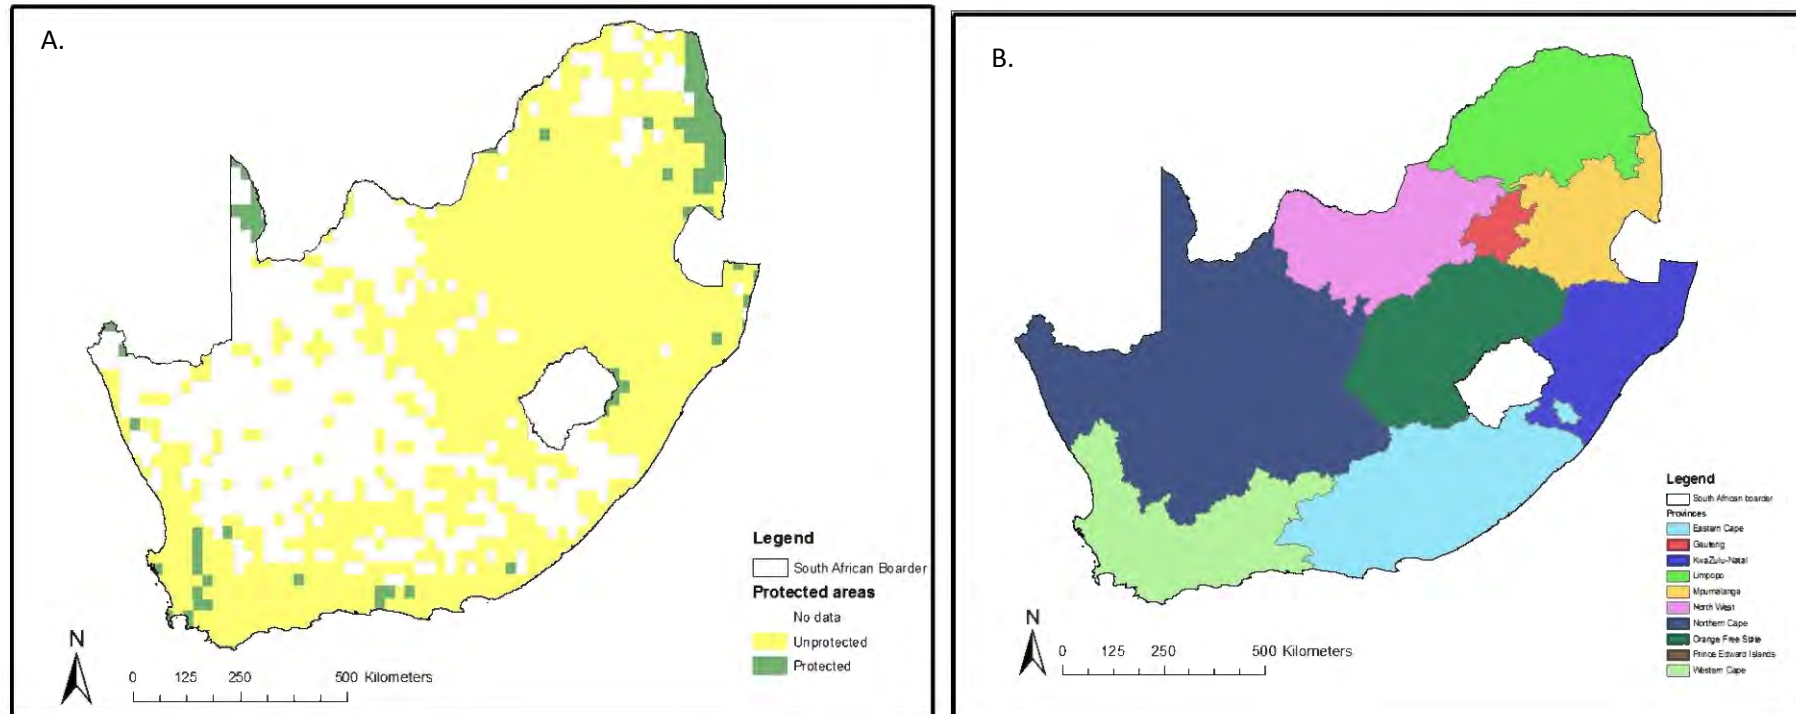 A.
N
0 125 250 500 Kilometers
Legend
South African Boarder
Protected areas
No data
Unprotected
Protected
B.
N
0 125 250 500 Kilometers
Legend
South African boarder
Provinces
Eastern Cape
Gauteng
KwaZulu-Natal
Limpopo
Mpumalanga
North West
Northern Cape
Orange Free State
Prince Edward Islands
Western Cape